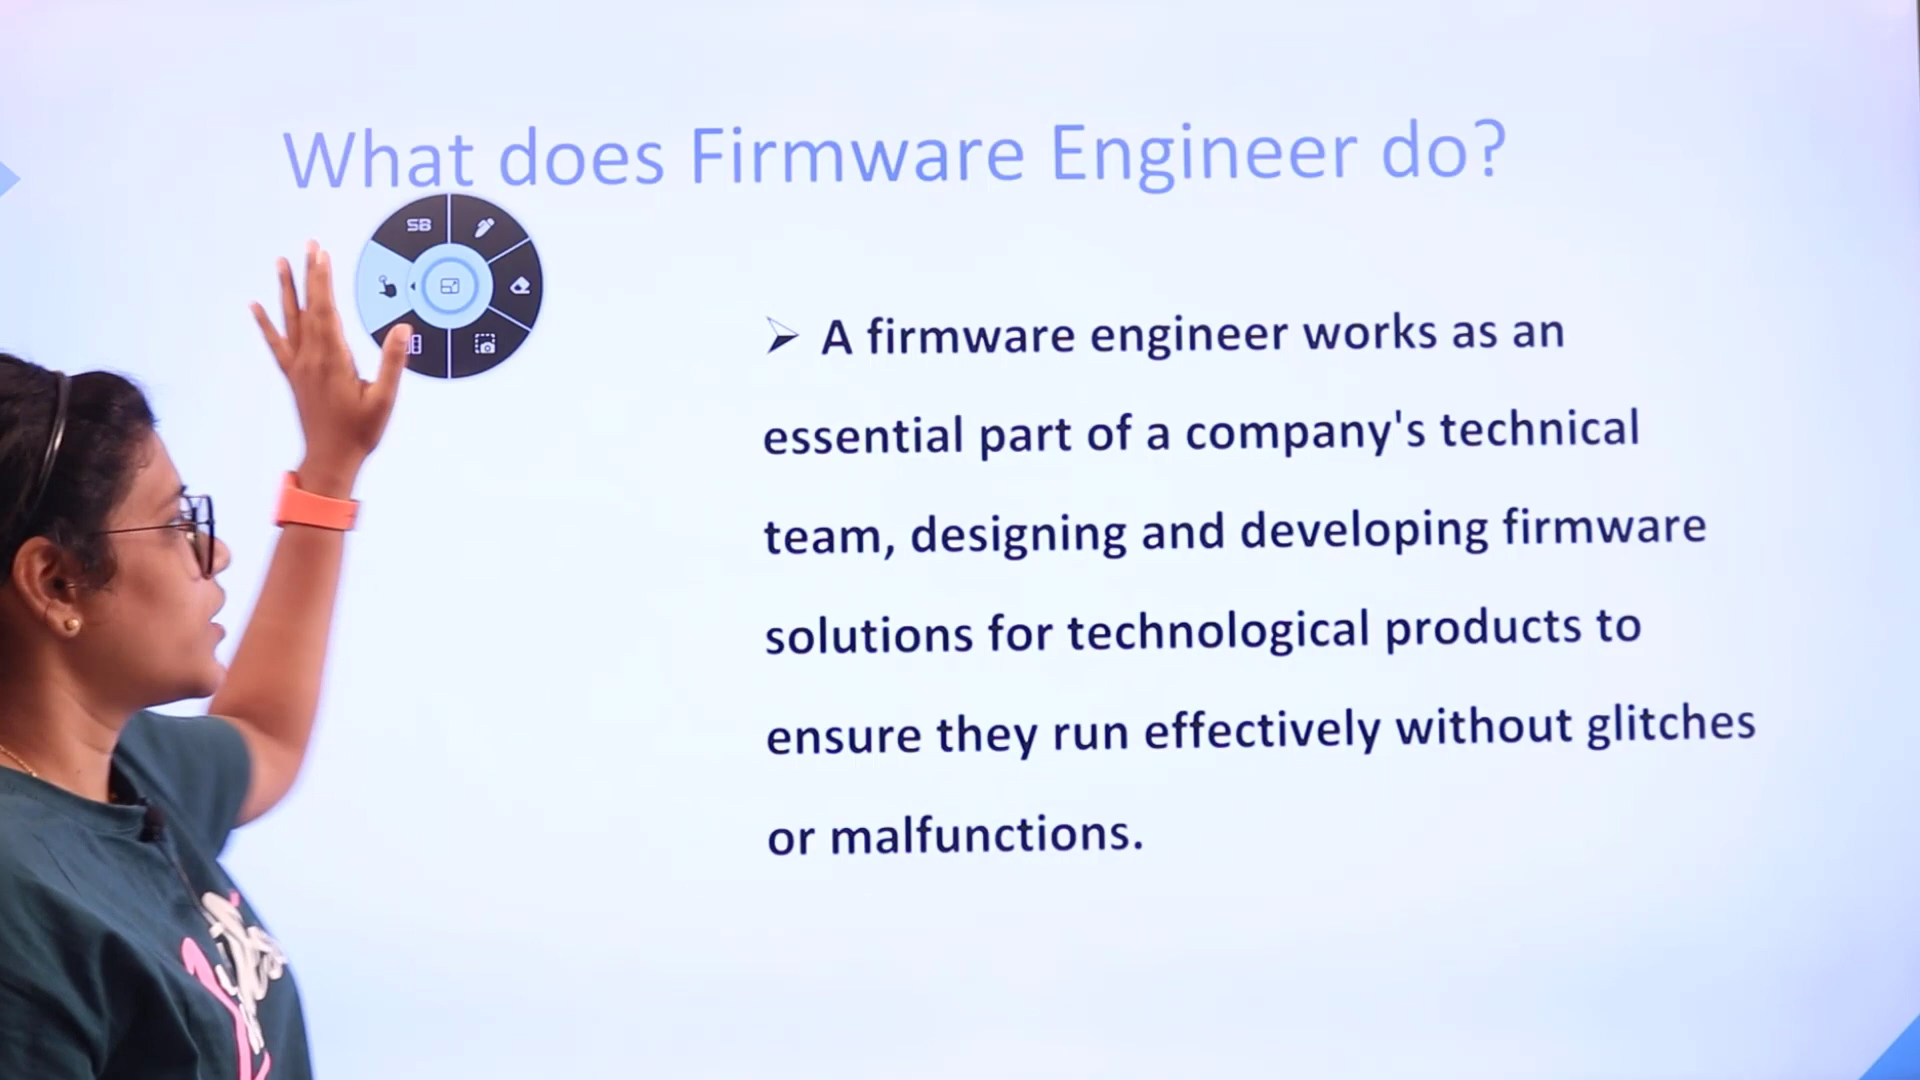 What does Firmware Engineer do?
SB
➢ A firmware engineer works as an
essential part of a company's technical
team, designing and developing firmware
solutions for technological products to
ensure they run effectively without glitches
or malfunctions.